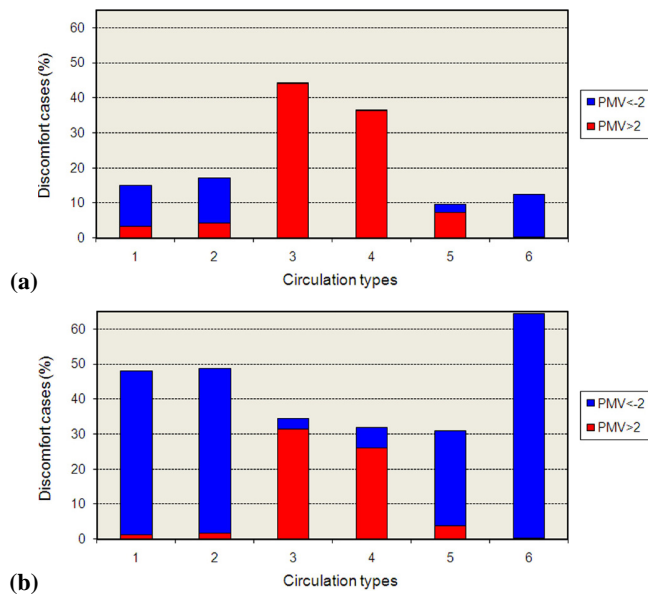 60
50
40
30
20
10
0
Discomfort cases (%)
PMV<-2
PMV>2
1 2 3 4 5 6
Circulation types
(a)
60
50
40
30
20
10
0
Discomfort cases (%)
PMV<-2
PMV>2
1 2 3 4 5 6
Circulation types
(b)